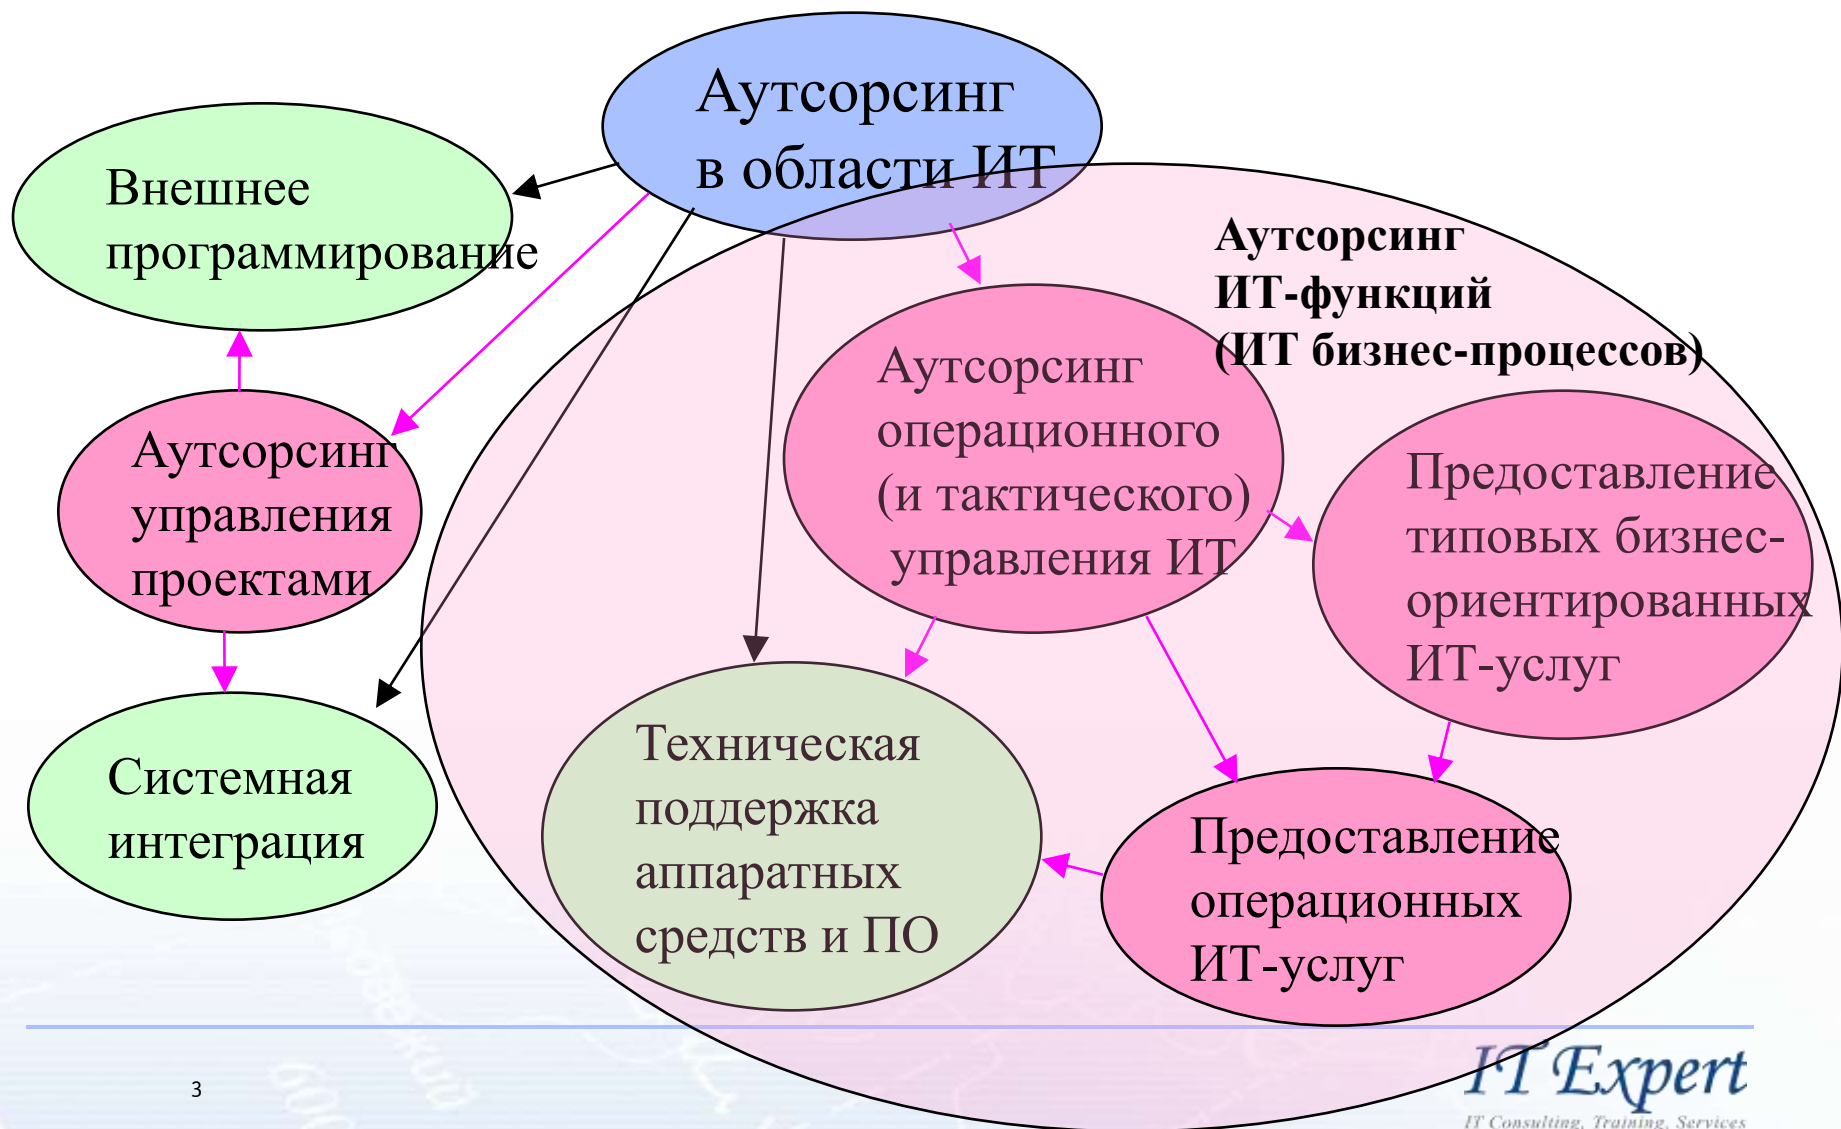 Аутсорсинг
в области ИТ
Внешнее
программирование
Аутсорсинг
ИТ-функций
(ИТ бизнес-процессов)
Аутсорсинг
операционного
(и тактического)
управления ИТ
Аутсорсинг
управления
проектами
Предоставление
типовых бизнес-
ориентированных
ИТ-услуг
Системная
интеграция
Техническая
поддержка
аппаратных
средств и ПО
Предоставление
операционных
ИТ-услуг
3
IT Expert
IT Consulting, Training, Services